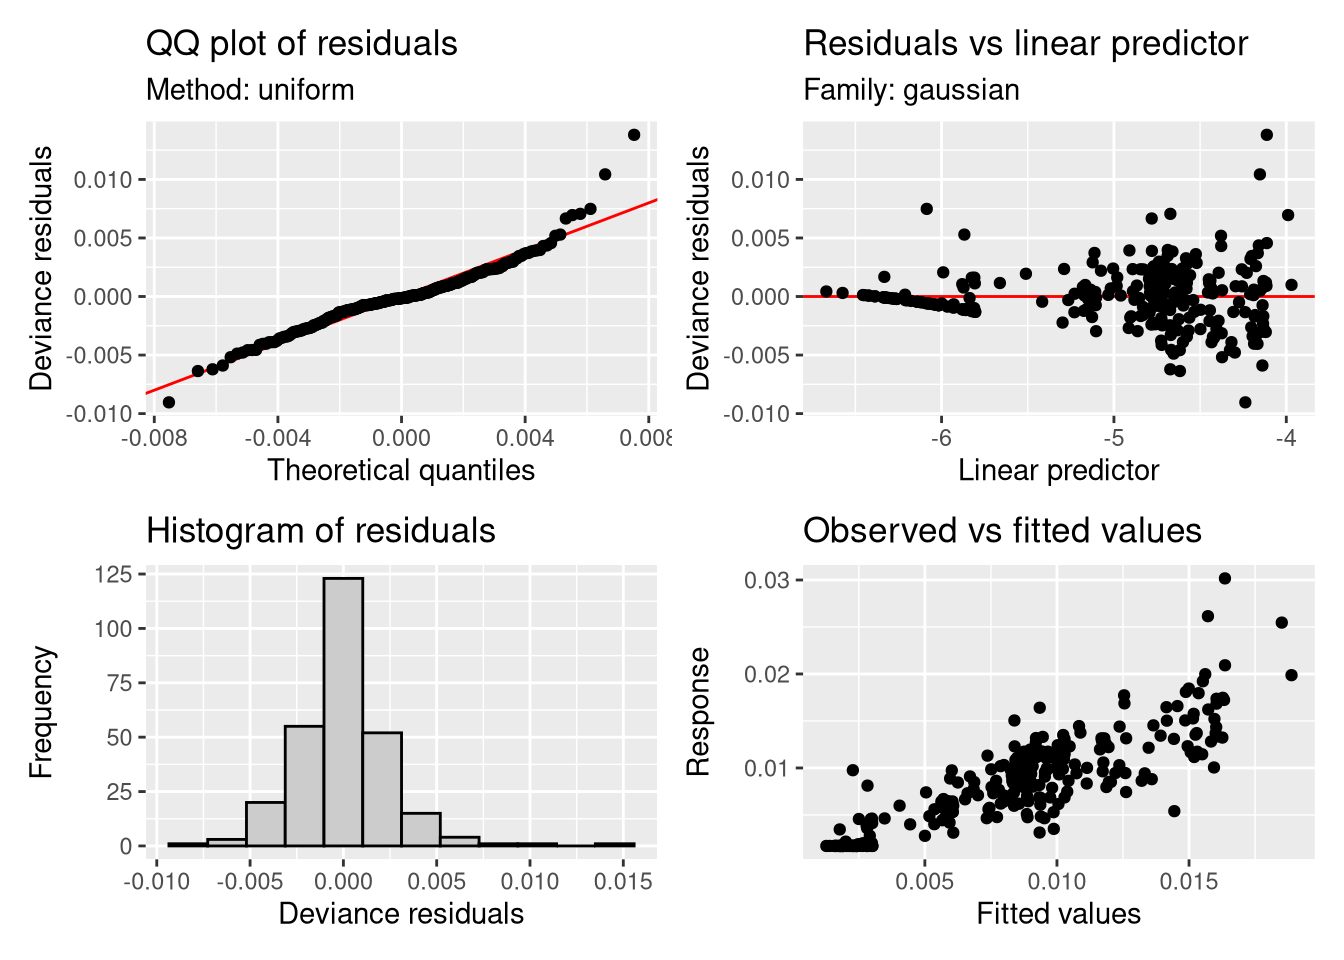 QQ plot of residuals
Method: uniform
Deviance residuals
0.010
0.005
0.000
-0.005
-0.010
-0.008 -0.004 0.000 0.004 0.008
Theoretical quantiles
Residuals vs linear predictor
Family: gaussian
Deviance residuals
0.010
0.005
0.000
-0.005
-0.010
-6 -5 -4
Linear predictor
Histogram of residuals
Frequency
125
100
75
50
25
0
-0.010 -0.005 0.000 0.005 0.010 0.015
Deviance residuals
Observed vs fitted values
Response
0.03
0.02
0.01
0.005 0.010 0.015
Fitted values